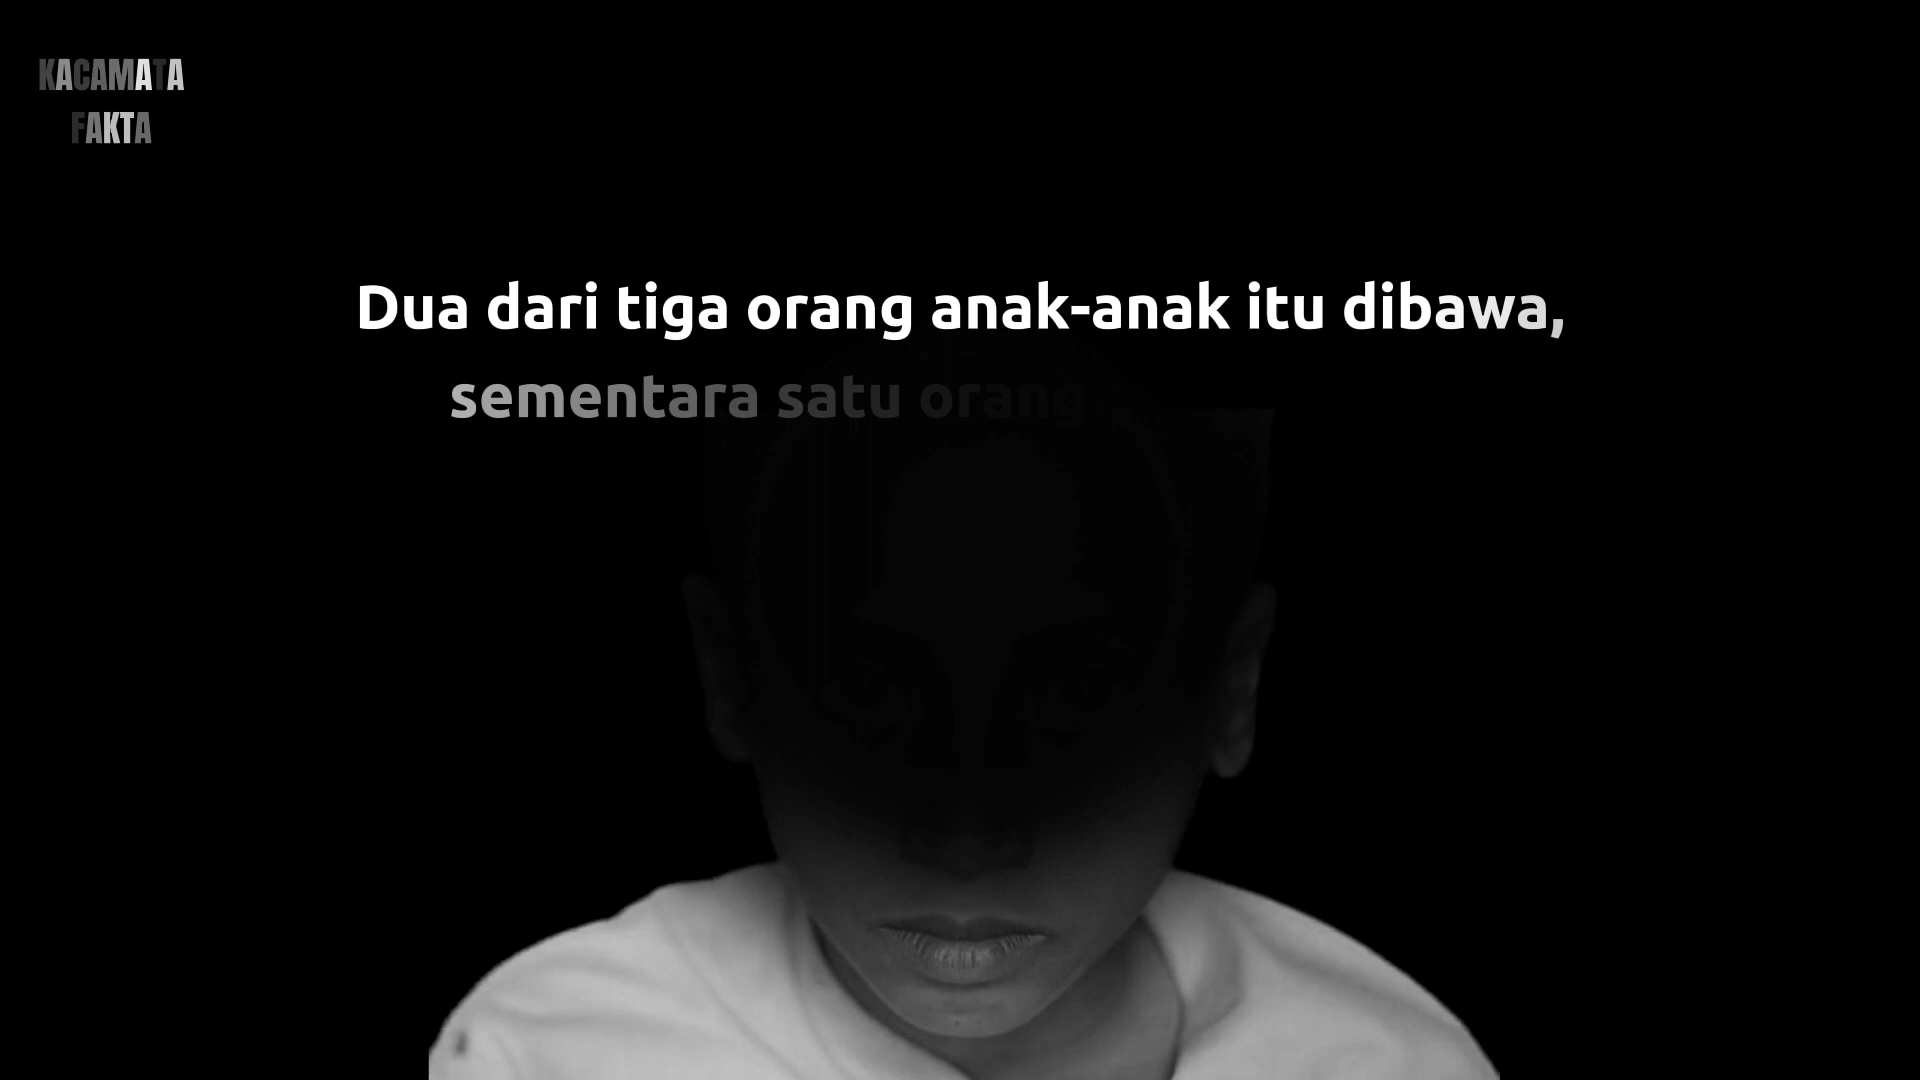 KACAMATA
FAKTA
Dua dari tiga orang anak-anak itu dibawa,
sementara satu orang